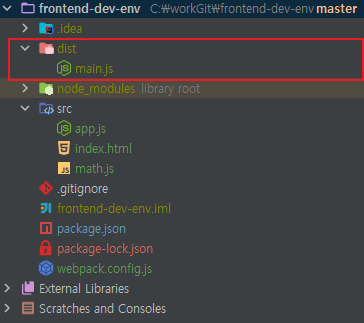 frontend-dev-env C:₩workGit₩frontend-dev-env master
.idea
dist
main.js
node_modules library root
src
app.js
index.html
math.js
.gitignore
frontend-dev-env.iml
package.json
package-lock.json
webpack.config.js
External Libraries
Scratches and Consoles